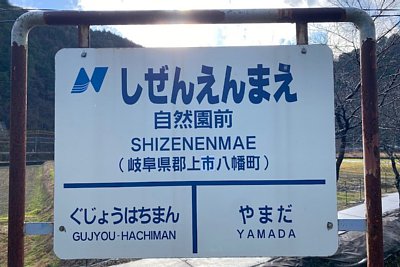 しぜんえんまえ
自然園前
SHIZENENMAE
(岐阜県郡上市八幡町)
ぐじょうはちまん やまだ
GUJYOU-HACHIMAN YAMADA